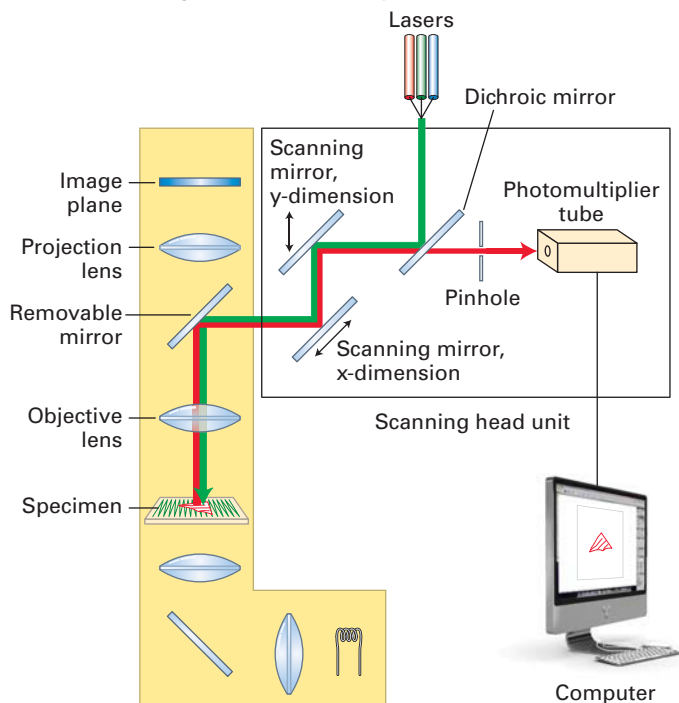 Lasers
Dichroic mirror
Scanning
mirror,
y-dimension
Image
plane
Photomultiplier
tube
Projection
lens
Pinhole
Removable
mirror
Scanning mirror,
x-dimension
Objective
lens
Scanning head unit
Specimen
Computer